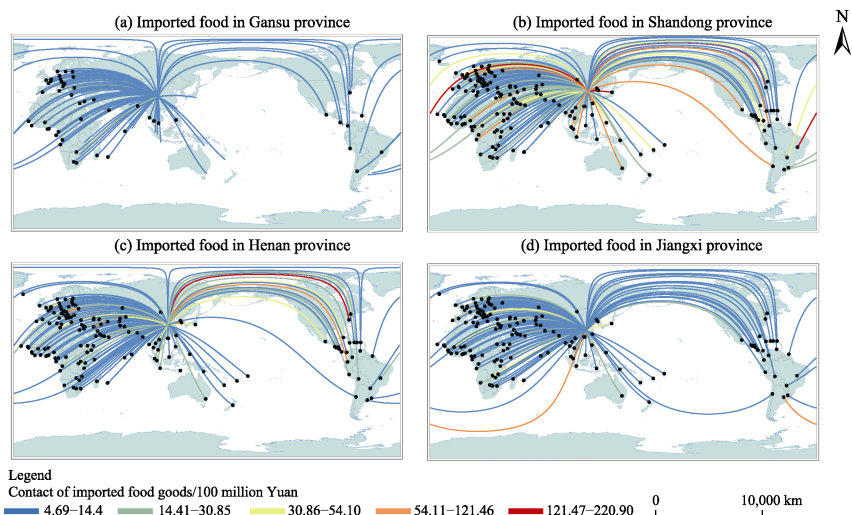 (a) Imported food in Gansu province
(b) Imported food in Shandong province
N
(c) Imported food in Henan province
(d) Imported food in Jiangxi province
Legend
Contact of imported food goods/100 million Yuan
4.69−14.4
14.41−30.85
30.86−54.10
54.11−121.46
121.47−220.90
0
10,000 km